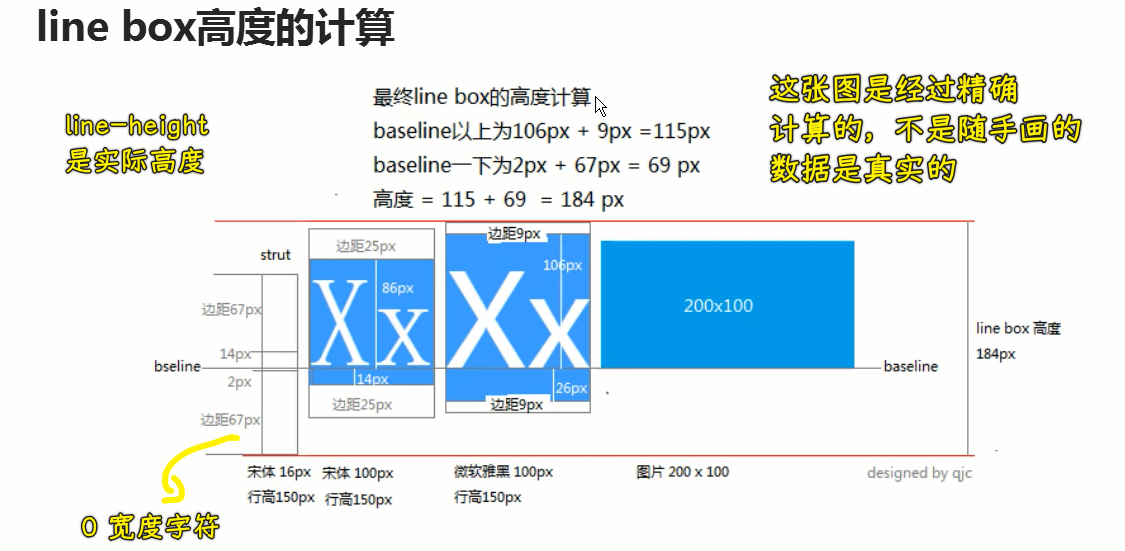 line box高度的计算
最终line box的高度计算
baseline以上为106px + 9px =115px
baseline一下为2px + 67px = 69 px
高度 = 115 + 69 = 184 px
line-height
是实际高度
这张图是经过精确
计算的，不是随手画的
数据是真实的
strut
边距67px
14px
bseline
2px
边距67px
边距25px
86px
Xx
14px
边距25px
边距9px
106px
Xx
26px
边距9px
200x100
baseline
line box 高度
184px
宋体 16px
行高150px
宋体 100px
行高150px
微软雅黑 100px
行高150px
图片 200 x 100
designed by qjc
0 宽度字符